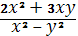 2x² + 3xy
x² − y²